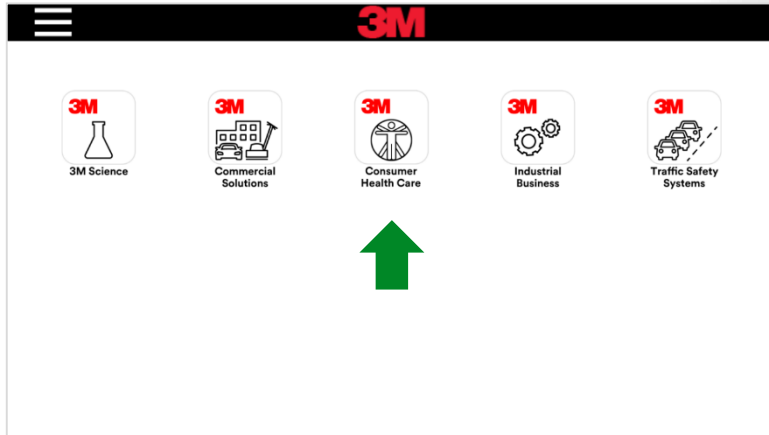 3M
3M
3M
3M
3M
3M
3M Science
Commercial
Solutions
Consumer
Health Care
Industrial
Business
Traffic Safety
Systems